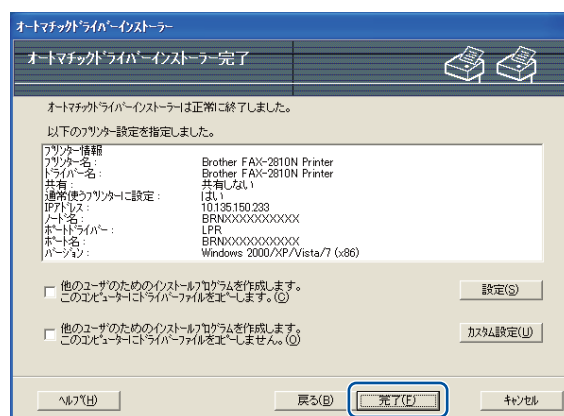 オートマチックドライバーインストーラー
オートマチックドライバーインストーラー完了
オートマチックドライバーインストーラーは正常に終了しました。
以下のプリンター設定を指定しました。
プリンター情報
プリンター名: Brother FAX-2810N Printer
ドライバー名: Brother FAX-2810N Printer
共有: 共有しない
通常使うプリンターに設定: はい
IPアドレス: 10.135.150.233
ノード名: BRNXXXXXXXXXX
ポートドライバー: LPR
ポート名: BRNXXXXXXXXXX
バージョン: Windows 2000/XP/Vista/7 (x86)
他のユーザのためのインストールプログラムを作成します。
このコンピューターにドライバーファイルをコピーします。(C)
設定(S)
他のユーザのためのインストールプログラムを作成します。
このコンピューターにドライバーファイルをコピーしません。(O)
カスタム設定(U)
ヘルプ(H)
戻る(B)
完了(F)
キャンセル